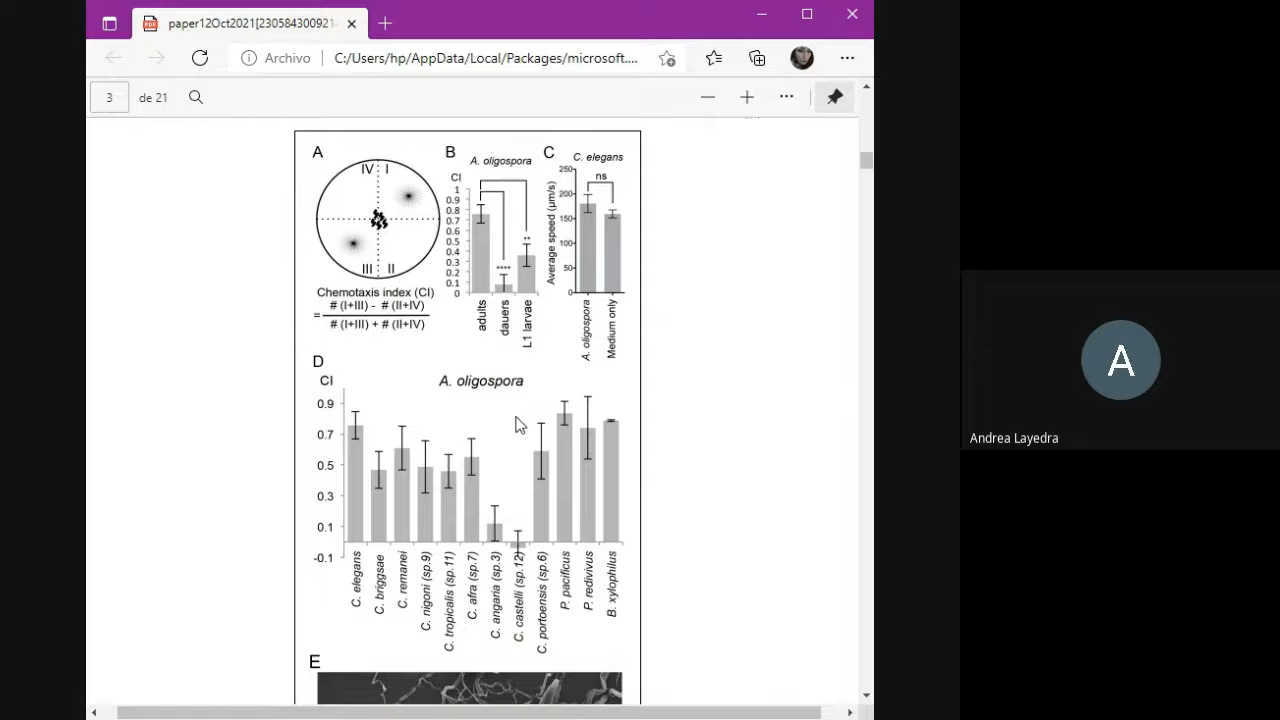 paper12Oct2021[230584300921
Archivo
C:/Users/hp/AppData/Local/Packages/microsoft....
3
de 21
A
IV
I
III
II
Chemotaxis index (CI)
= # (I+III) - # (II+IV)
# (I+III) + # (II+IV)
B
A. oligospora
CI
1
0.9
0.8
0.7
0.6
0.5
0.4
0.3
0.2
0.1
0
****
**
adults
dauers
L1 larvae
C
C. elegans
ns
Average speed (µm/s)
250
200
150
100
50
0
A. oligospora
Medium only
D
CI
A. oligospora
0.9
0.7
0.5
0.3
0.1
-0.1
C. elegans
C. briggsae
C. remanei
C. nigoni (sp.9)
C. tropicalis (sp.11)
C. afra (sp.7)
C. angaria (sp.3)
C. castelli (sp.12)
C. portoensis (sp.6)
P. pacificus
P. redivivus
B. xylophilus
E
A
Andrea Layedra